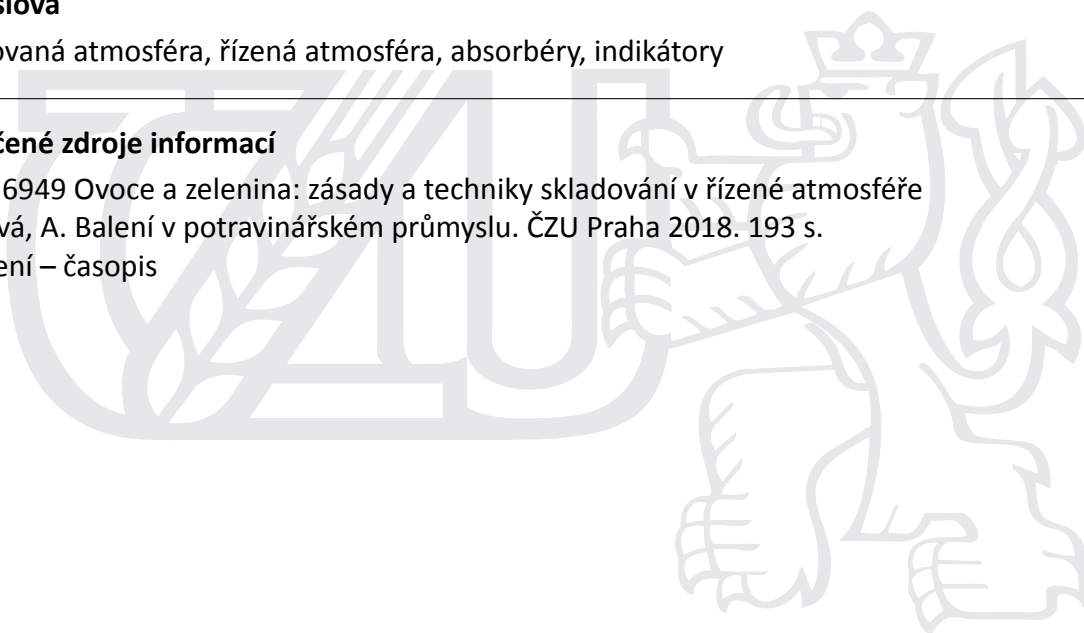 slova
ovaná atmosféra, řízená atmosféra, absorbéry, indikátory
čené zdroje informací
6949 Ovoce a zelenina: zásady a techniky skladování v řízené atmosféře
vá, A. Balení v potravinářském průmyslu. ČZU Praha 2018. 193 s.
ení – časopis
ČZU